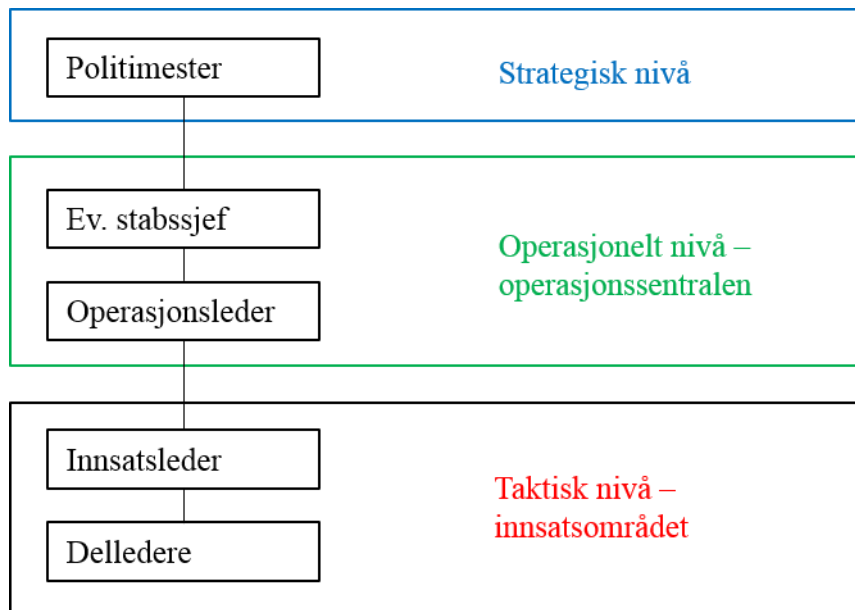 Politimester
Strategisk nivå
Ev. stabssjef
Operasjonsleder
Operasjonelt nivå –
operasjonssentralen
Innsatsleder
Delledere
Taktisk nivå –
innsatsområdet